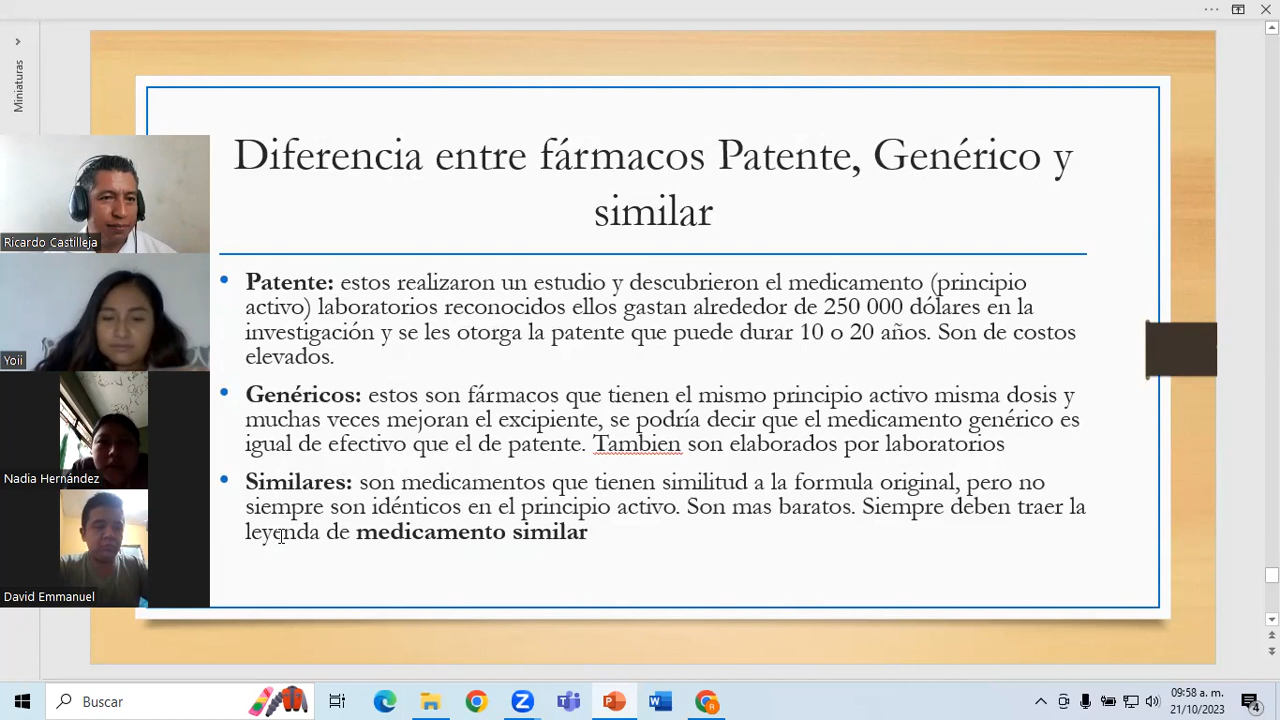 Miniaturas
Diferencia entre fármacos Patente, Genérico y
similar
Patente: estos realizaron un estudio y descubrieron el medicamento (principio
activo) laboratorios reconocidos ellos gastan alrededor de 250 000 dólares en la
investigación y se les otorga la patente que puede durar 10 o 20 años. Son de costos
elevados.
Genéricos: estos son fármacos que tienen el mismo principio activo misma dosis y
muchas veces mejoran el excipiente, se podría decir que el medicamento genérico es
igual de efectivo que el de patente. Tambien son elaborados por laboratorios
Similares: son medicamentos que tienen similitud a la formula original, pero no
siempre son idénticos en el principio activo. Son mas baratos. Siempre deben traer la
leyenda de medicamento similar
Ricardo Castilleja
Yoii
Nadia Hernández
David Emmanuel
Buscar
09:58 a. m.
21/10/2023
4